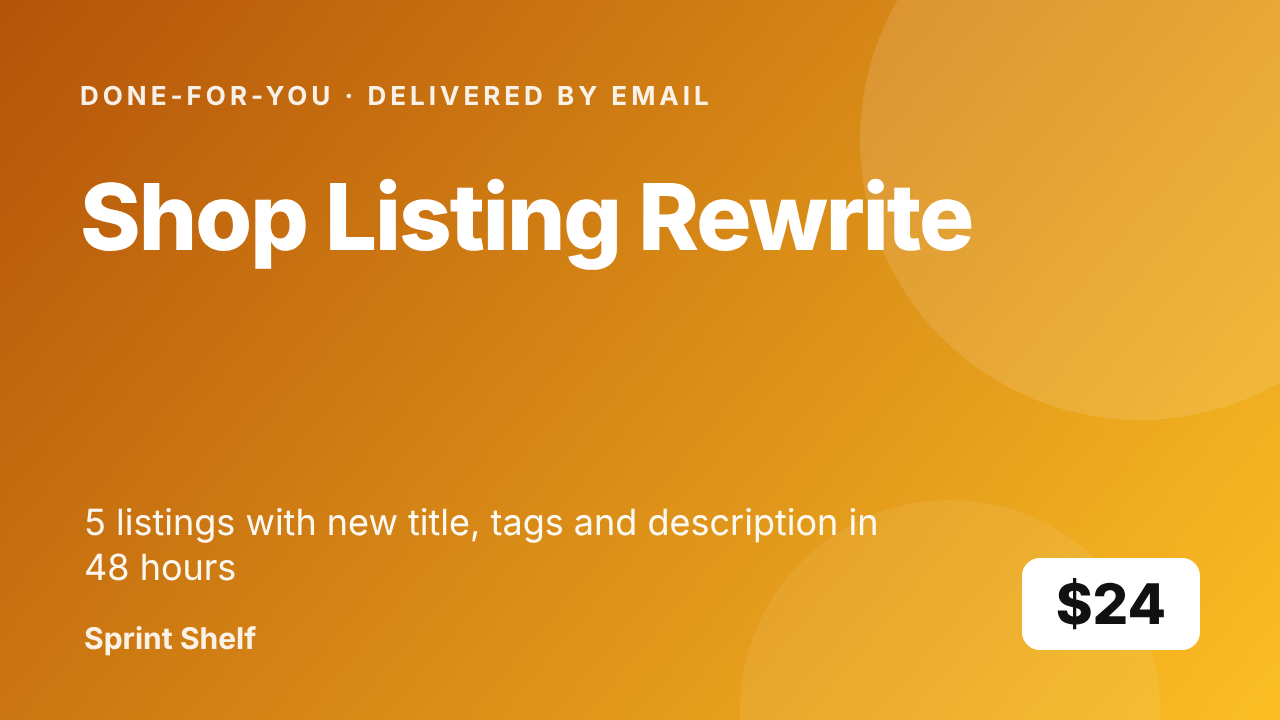 DONE-FOR-YOU · DELIVERED BY EMAIL
Shop Listing Rewrite
5 listings with new title, tags and description in
48 hours
Sprint Shelf
$24